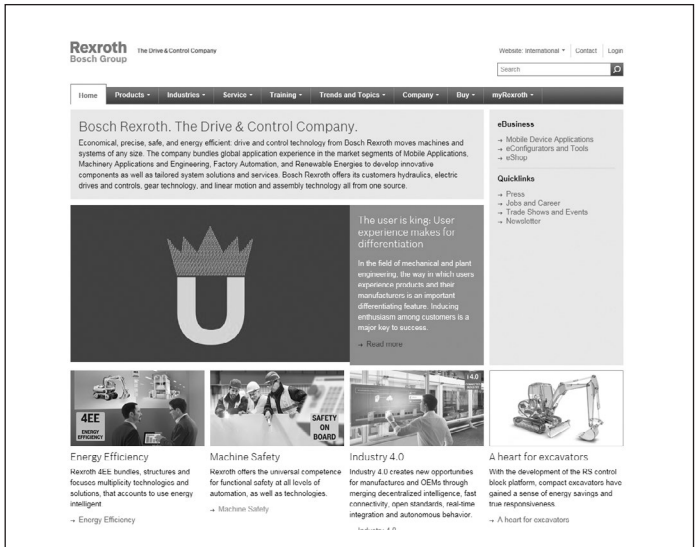 Rexroth
Bosch Group
The Drive & Control Company
Website: International
Contact
Login
Search
Home
Products
Industries
Service
Training
Trends and Topics
Company
Buy
myRexroth
Bosch Rexroth. The Drive & Control Company.
Economical, precise, safe, and energy efficient: drive and control technology from Bosch Rexroth moves machines and
systems of any size. The company bundles global application experience in the market segments of Mobile Applications,
Machinery Applications and Engineering, Factory Automation, and Renewable Energies to develop innovative
components as well as tailored system solutions and services. Bosch Rexroth offers its customers hydraulics, electric
drives and controls, gear technology, and linear motion and assembly technology all from one source.
eBusiness
→ Mobile Device Applications
→ eConfigurators and Tools
→ eShop
Quicklinks
→ Press
→ Jobs and Career
→ Trade Shows and Events
→ Newsletter
U
The user is king: User
experience makes for
differentiation
In the field of mechanical and plant
engineering, the way in which users
experience products and their
manufacturers is an important
differentiating feature. Inducing
enthusiasm among customers is a
major key to success.
→ Read more
4EE
ENERGY
EFFICIENCY
SAFETY
ON
BOARD
I4.0
Energy Efficiency
Rexroth 4EE bundles, structures and
focuses multiplicity technologies and
solutions, that accounts to use energy
intelligent
→ Energy Efficiency
Machine Safety
Rexroth offers the universal competence
for functional safety at all levels of
automation, as well as technologies.
→ Machine Safety
Industry 4.0
Industry 4.0 creates new opportunities
for manufactures and OEMs through
merging decentralized intelligence, fast
connectivity, open standards, real-time
integration and autonomous behavior.
Industry 4.0
A heart for excavators
With the development of the RS control
block platform, compact excavators have
gained a sense of energy savings and
true responsiveness.
→ A heart for excavators